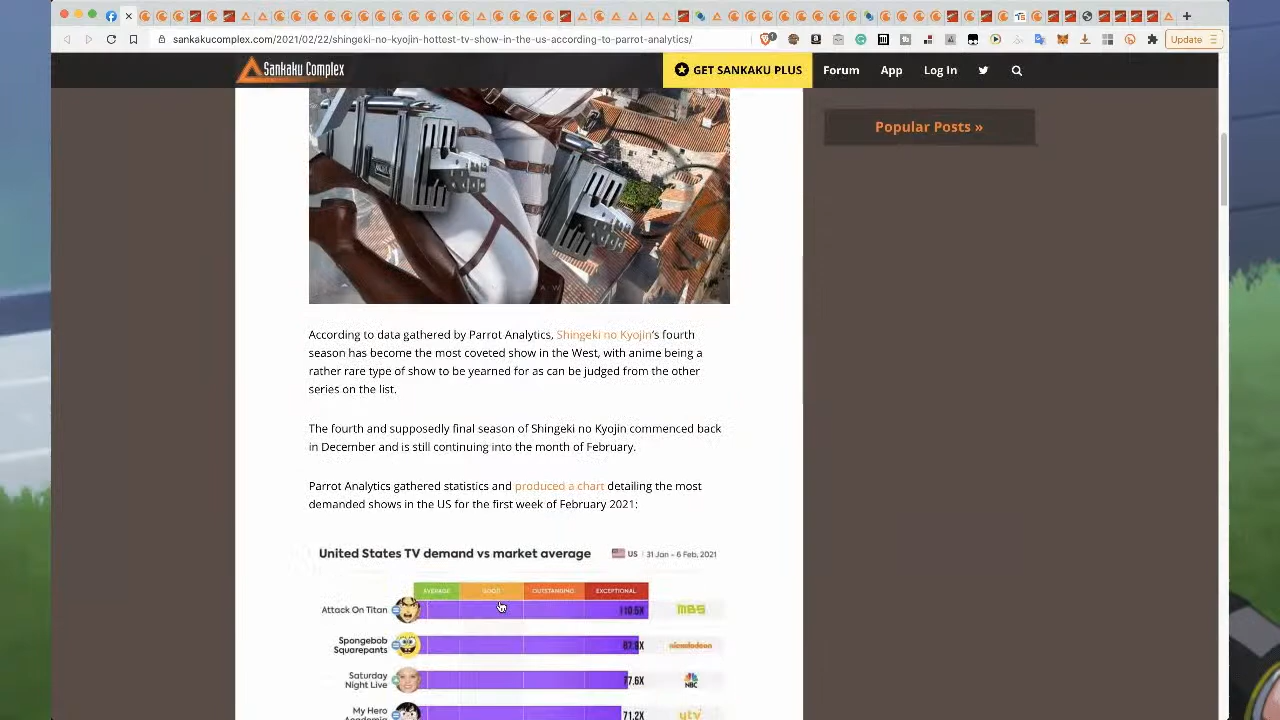 sankakucomplex.com/2021/02/22/shingeki-no-kyojin-hottest-tv-show-in-the-us-according-to-parrot-analytics/
Update
Sankaku Complex
GET SANKAKU PLUS
Forum
App
Log In
Popular Posts »
According to data gathered by Parrot Analytics, Shingeki no Kyojin's fourth
season has become the most coveted show in the West, with anime being a
rather rare type of show to be yearned for as can be judged from the other
series on the list.
The fourth and supposedly final season of Shingeki no Kyojin commenced back
in December and is still continuing into the month of February.
Parrot Analytics gathered statistics and produced a chart detailing the most
demanded shows in the US for the first week of February 2021:
United States TV demand vs market average
US | 31 Jan - 6 Feb, 2021
AVERAGE
GOOD
OUTSTANDING
EXCEPTIONAL
Attack On Titan
110.5X
MBS
Spongebob
Squarepants
87.8X
nickelodeon
Saturday
Night Live
77.6X
NBC
My Hero
Academia
71.2X
ytv